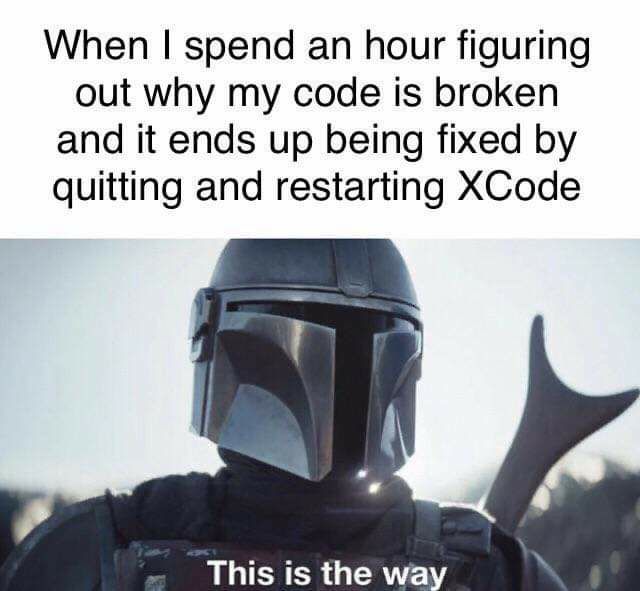 When I spend an hour figuring
out why my code is broken
and it ends up being fixed by
quitting and restarting XCode
This is the way